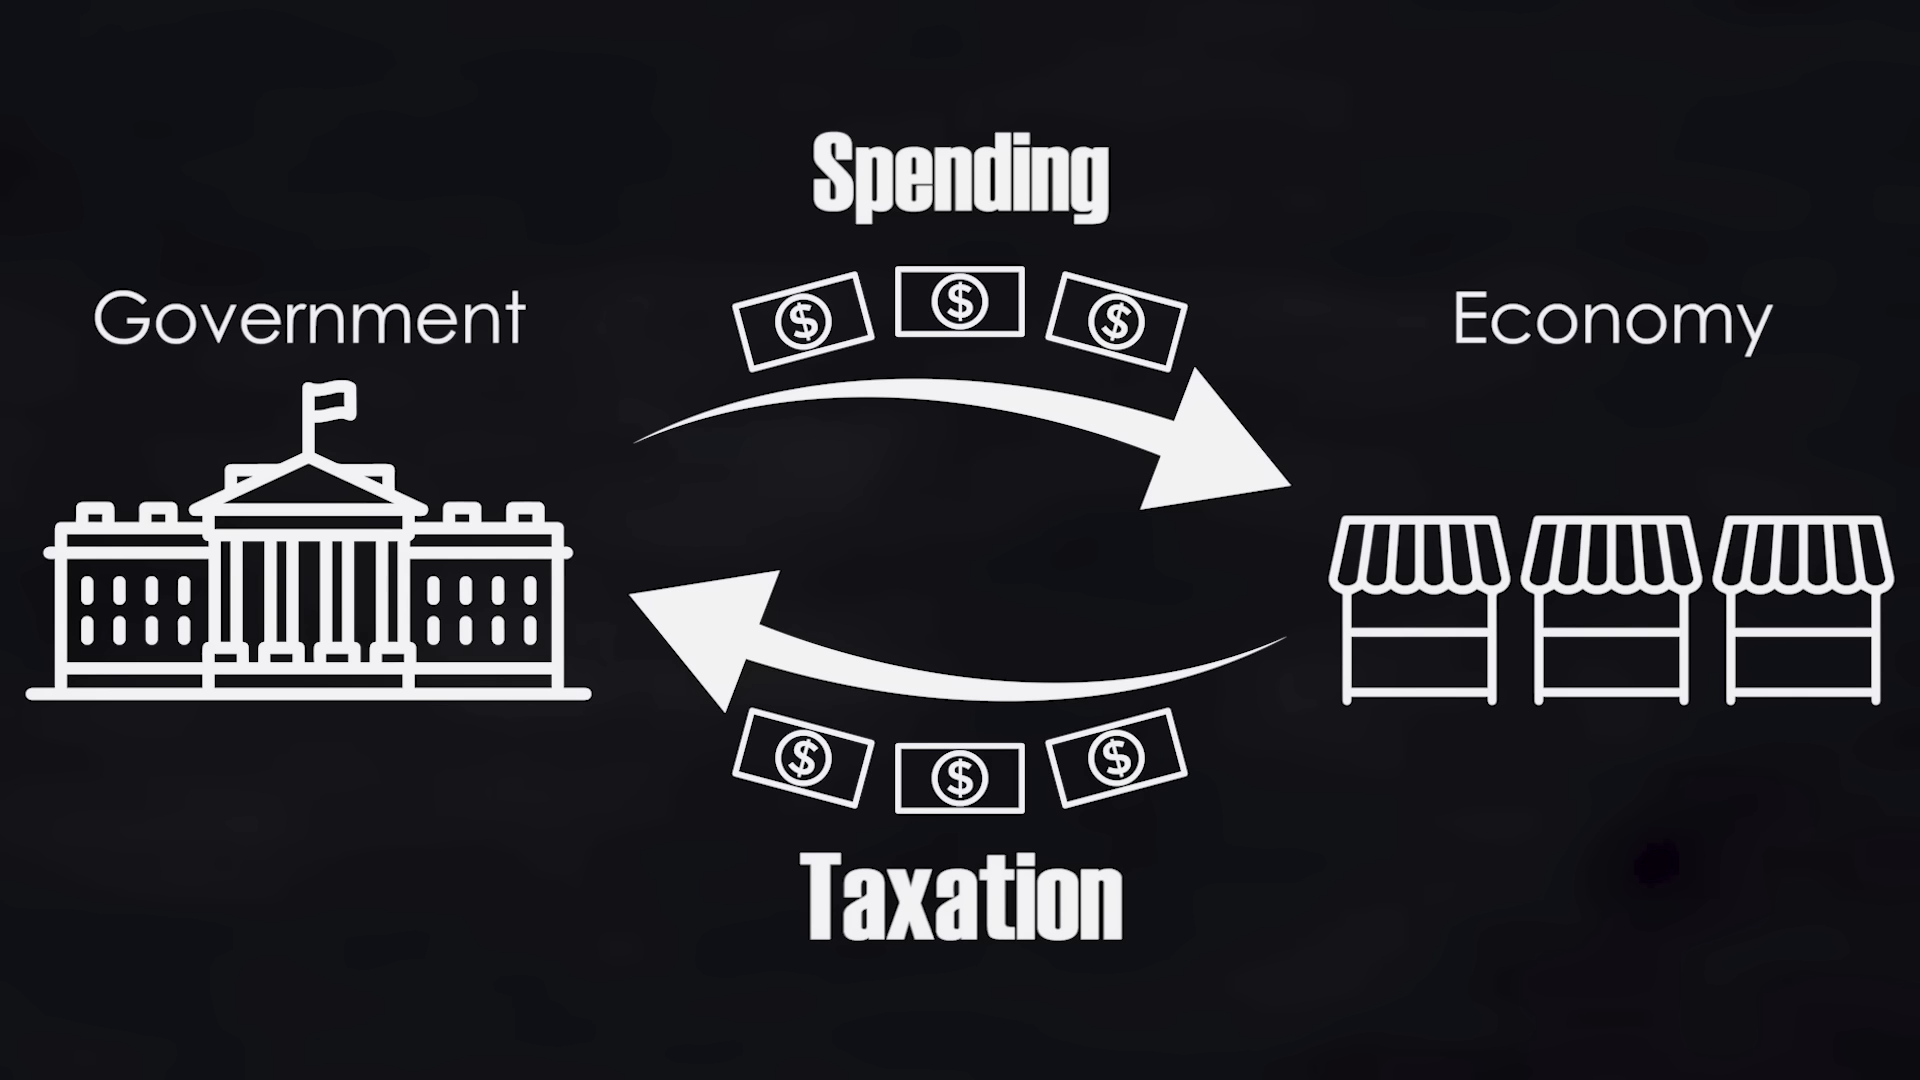 Spending
Government
$ $ $
Economy
$ $ $
Taxation